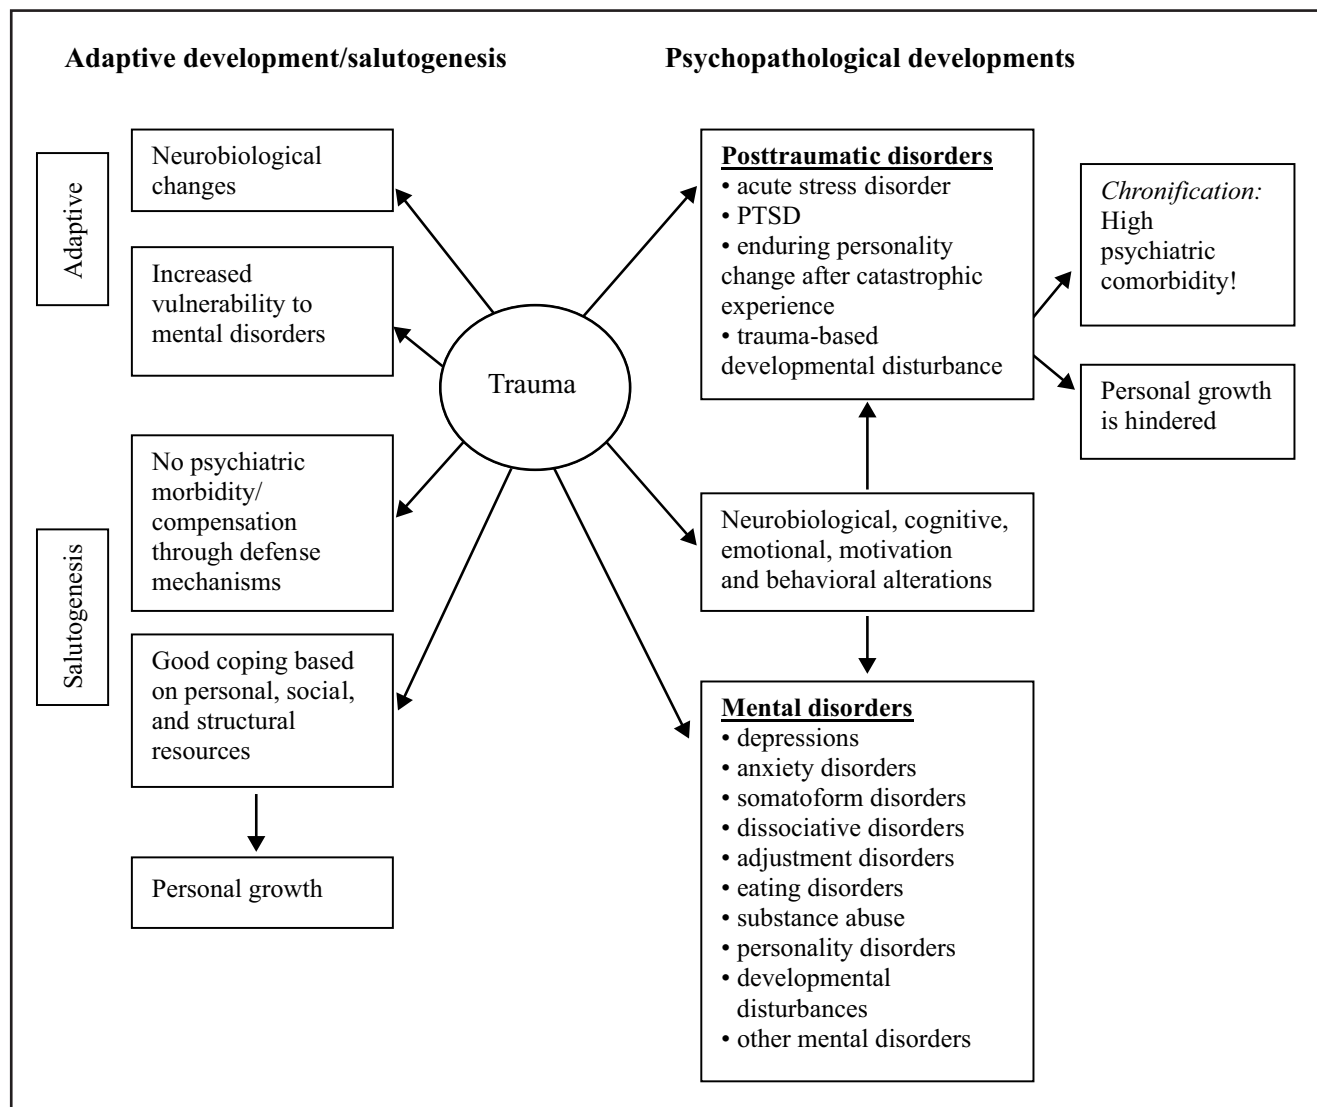 Adaptive development/salutogenesis
Psychopathological developments
Adaptive
Neurobiological
changes
Increased
vulnerability to
mental disorders
Salutogenesis
No psychiatric
morbidity/
compensation
through defense
mechanisms
Good coping based
on personal, social,
and structural
resources
Personal growth
Trauma
Posttraumatic disorders
• acute stress disorder
• PTSD
• enduring personality
change after catastrophic
experience
• trauma-based
developmental disturbance
Chronification:
High
psychiatric
comorbidity!
Personal growth
is hindered
Neurobiological, cognitive,
emotional, motivation
and behavioral alterations
Mental disorders
• depressions
• anxiety disorders
• somatoform disorders
• dissociative disorders
• adjustment disorders
• eating disorders
• substance abuse
• personality disorders
• developmental
disturbances
• other mental disorders